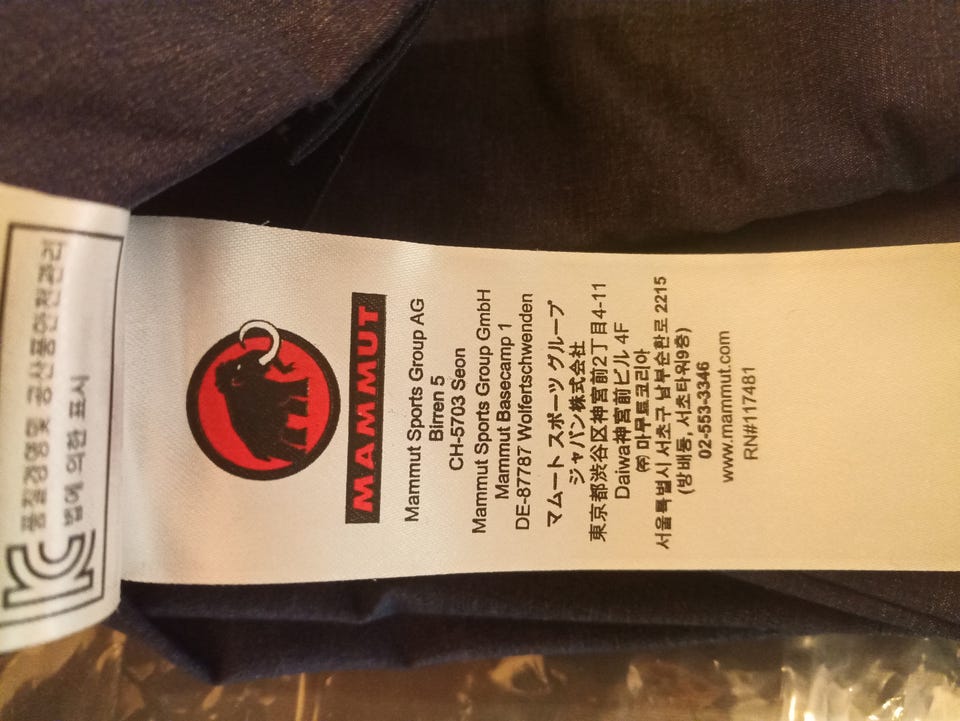 품질경영및 공산품안전관리
법에 의한 표시
MAMMUT
Mammut Sports Group AG
Birren 5
CH-5703 Seon
Mammut Sports Group GmbH
Mammut Basecamp 1
DE-87787 Wolfertschwenden
マムート スポーツ グループ
ジャパン株式会社
東京都渋谷区神宮前2丁目4-11
Daiwa神宮前ビル 4F
㈜ 마무트코리아
서울특별시 서초구 남부순환로 2215
(방배동, 서초타워9층)
02-553-3346
www.mammut.com
RN#117481